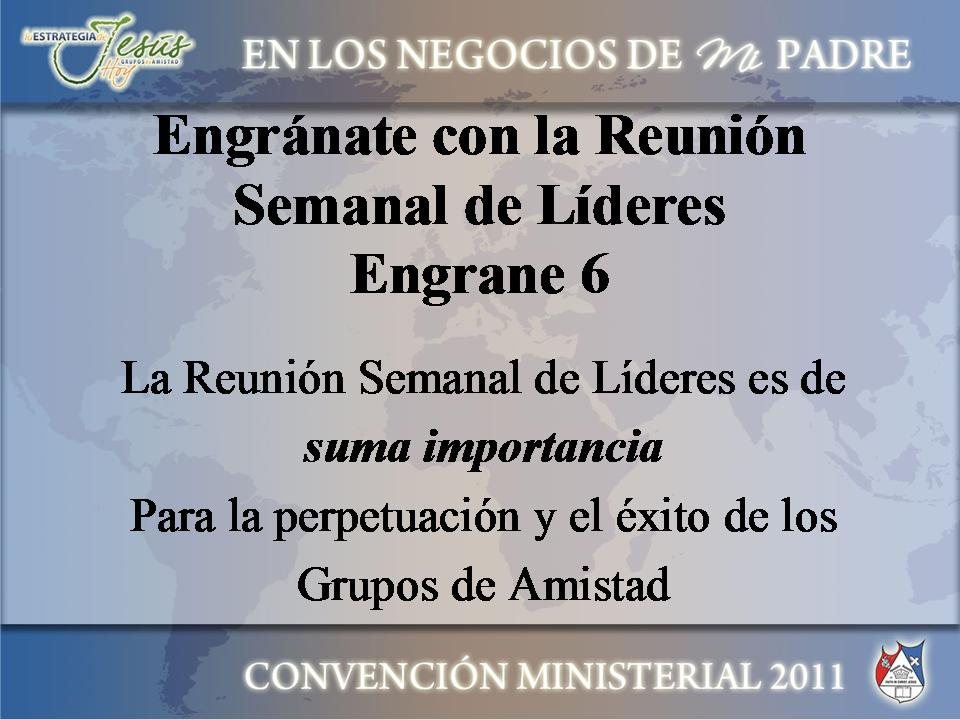 la ESTRATEGIA de
Jesús
GRUPOS de AMISTAD
Hoy
EN LOS NEGOCIOS DE Mi PADRE
Engránate con la Reunión
Semanal de Líderes
Engrane 6
La Reunión Semanal de Líderes es de
suma importancia
Para la perpetuación y el éxito de los
Grupos de Amistad
CONVENCIÓN MINISTERIAL 2011